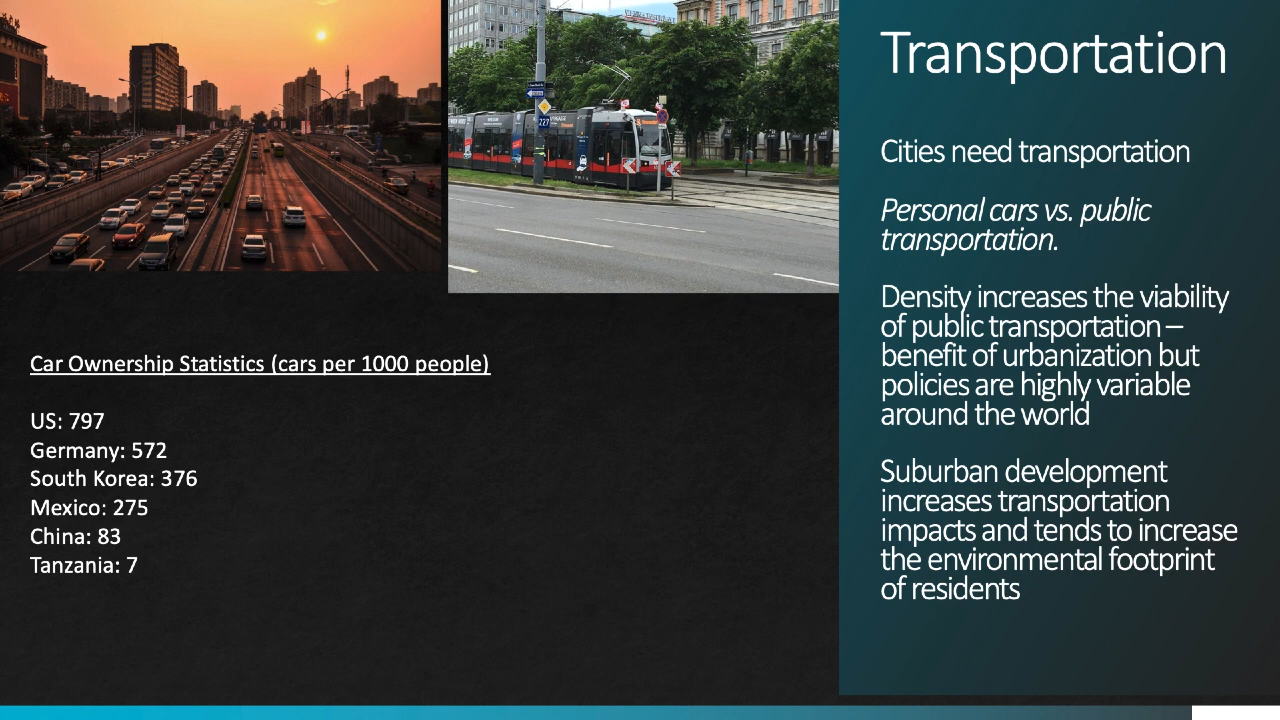 Transportation
Cities need transportation
Personal cars vs. public
transportation.
Density increases the viability
of public transportation –
benefit of urbanization but
policies are highly variable
around the world
Suburban development
increases transportation
impacts and tends to increase
the environmental footprint
of residents
Car Ownership Statistics (cars per 1000 people)
US: 797
Germany: 572
South Korea: 376
Mexico: 275
China: 83
Tanzania: 7
227